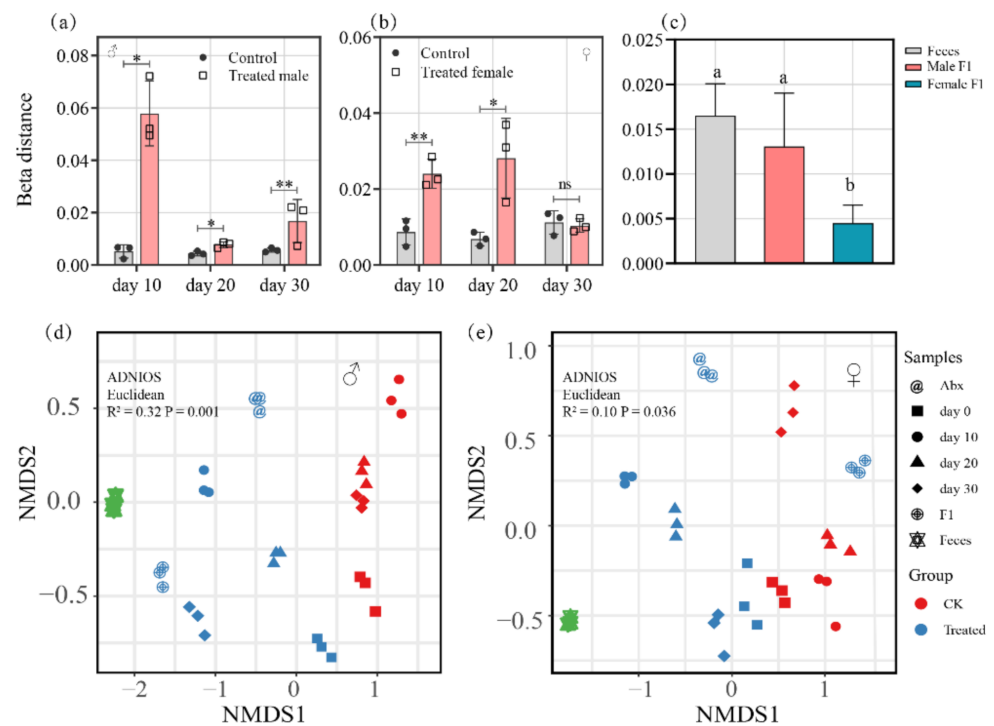 (a)
♂
Control
Treated male
*
*
**
0.08
0.06
0.04
0.02
0.00
Beta distance
day 10
day 20
day 30
(b)
♀
Control
Treated female
**
*
ns
0.06
0.04
0.02
0.00
day 10
day 20
day 30
(c)
0.025
0.020
0.015
0.010
0.005
0.000
a
a
b
Feces
Male F1
Female F1
(d)
♂
ADNIOS
Euclidean
R² = 0.32 P = 0.001
0.5
0.0
−0.5
NMDS2
−2
−1
0
1
NMDS1
(e)
♀
ADNIOS
Euclidean
R² = 0.10 P = 0.036
1.0
0.5
0.0
−0.5
NMDS2
−1
0
1
NMDS1
Samples
@ Abx
day 0
day 10
day 20
day 30
F1
Feces
Group
CK
Treated